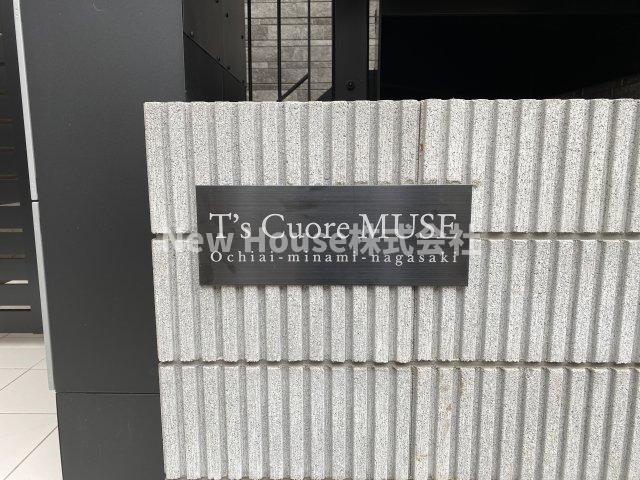 T's Cuore MUSE
New House株式会社
Ochiai-minami-nagasaki